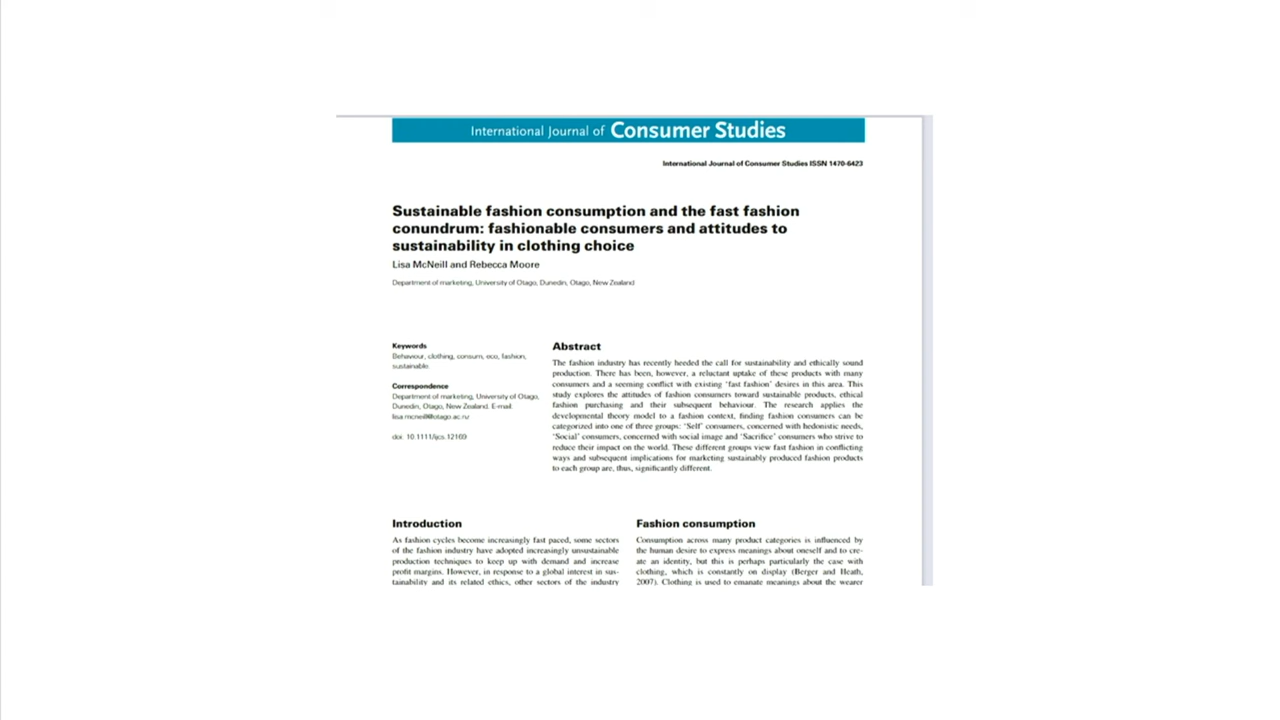 International Journal of Consumer Studies
International Journal of Consumer Studies ISSN 1470-6423
Sustainable fashion consumption and the fast fashion
conundrum: fashionable consumers and attitudes to
sustainability in clothing choice
Lisa McNeill and Rebecca Moore
Department of marketing, University of Otago, Dunedin, Otago, New Zealand
Keywords
Behaviour, clothing, consum, eco, fashion,
sustainable.
Correspondence
Department of marketing, University of Otago,
Dunedin, Otago, New Zealand. E-mail:
lisa.mcneill@otago.ac.nz
doi: 10.1111/ijcs.12169
Abstract
The fashion industry has recently heeded the call for sustainability and ethically sound
production. There has been, however, a reluctant uptake of these products with many
consumers and a seeming conflict with existing 'fast fashion' desires in this area. This
study explores the attitudes of fashion consumers toward sustainable products, ethical
fashion purchasing and their subsequent behaviour. The research applies the
developmental theory model to a fashion context, finding fashion consumers can be
categorized into one of three groups: 'Self' consumers, concerned with hedonistic needs,
'Social' consumers, concerned with social image and 'Sacrifice' consumers who strive to
reduce their impact on the world. These different groups view fast fashion in conflicting
ways and subsequent implications for marketing sustainably produced fashion products
to each group are, thus, significantly different.
Introduction
As fashion cycles become increasingly fast paced, some sectors
of the fashion industry have adopted increasingly unsustainable
production techniques to keep up with demand and increase
profit margins. However, in response to a global interest in sus-
tainability and its related ethics, other sectors of the industry
Fashion consumption
Consumption across many product categories is influenced by
the human desire to express meanings about oneself and to cre-
ate an identity, but this is perhaps particularly the case with
clothing, which is constantly on display (Berger and Heath,
2007). Clothing is used to emanate meanings about the wearer